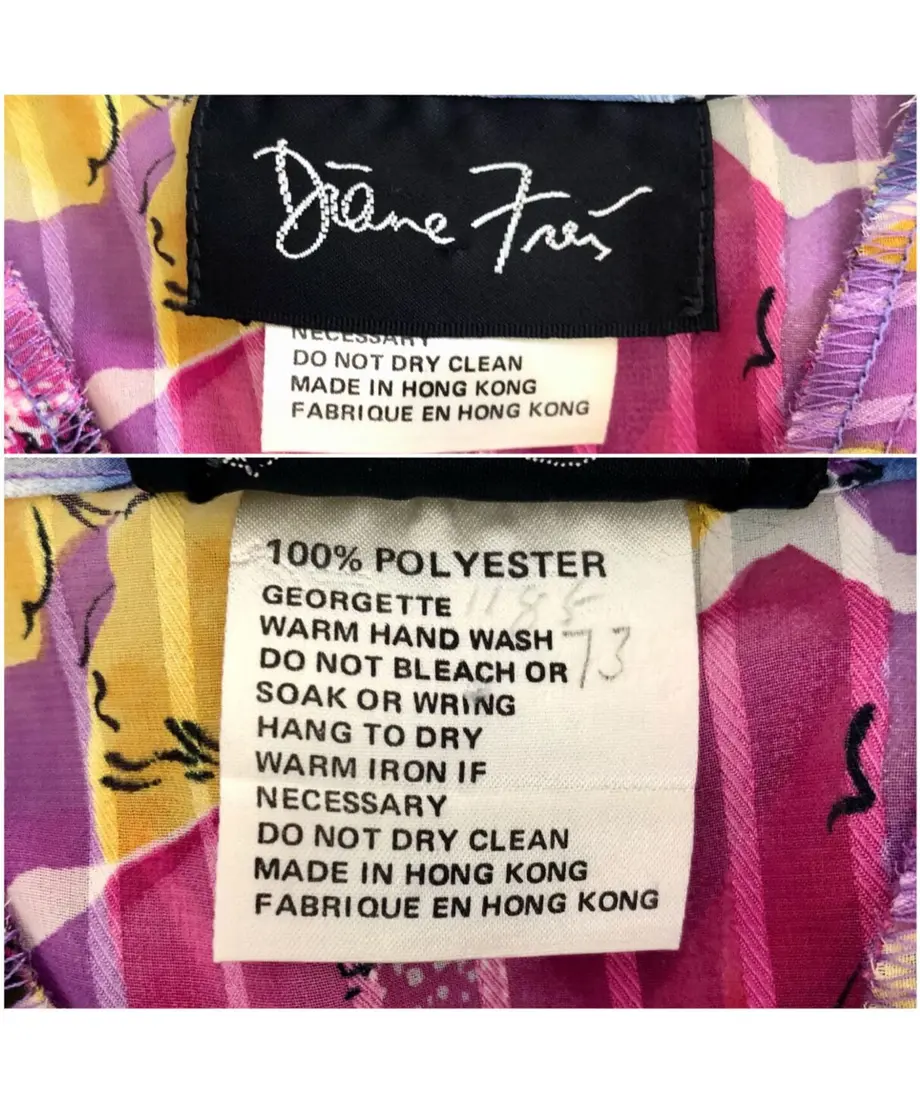 Diane Freis
NECESSARY
DO NOT DRY CLEAN
MADE IN HONG KONG
FABRIQUE EN HONG KONG
100% POLYESTER
GEORGETTE
WARM HAND WASH 73
DO NOT BLEACH OR
SOAK OR WRING
HANG TO DRY
WARM IRON IF
NECESSARY
DO NOT DRY CLEAN
MADE IN HONG KONG
FABRIQUE EN HONG KONG